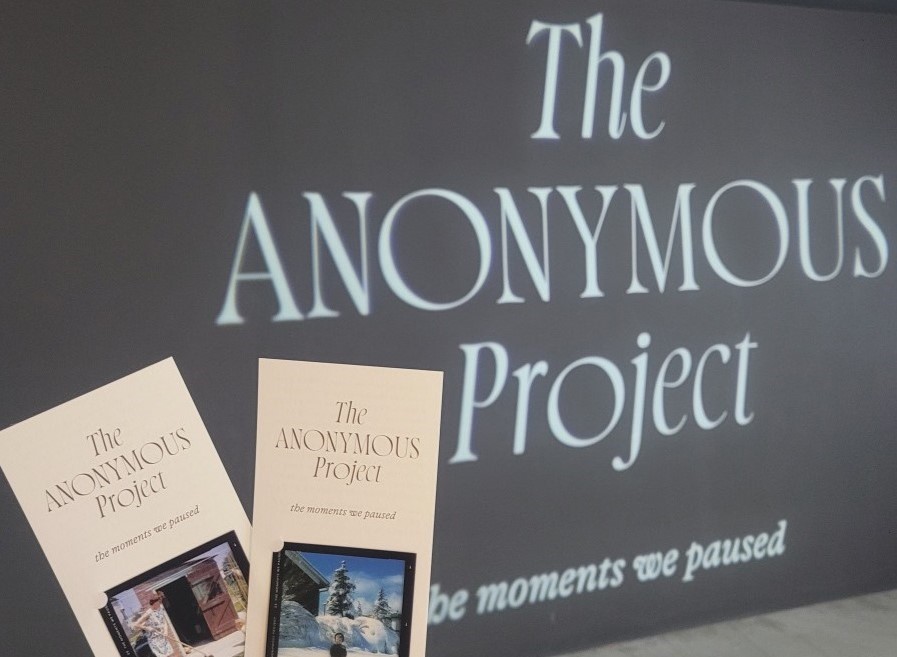 The
ANONYMOUS
Project
the moments we paused
The
ANONYMOUS
Project
the moments we paused
The
ANONYMOUS
Project
he moments we paused